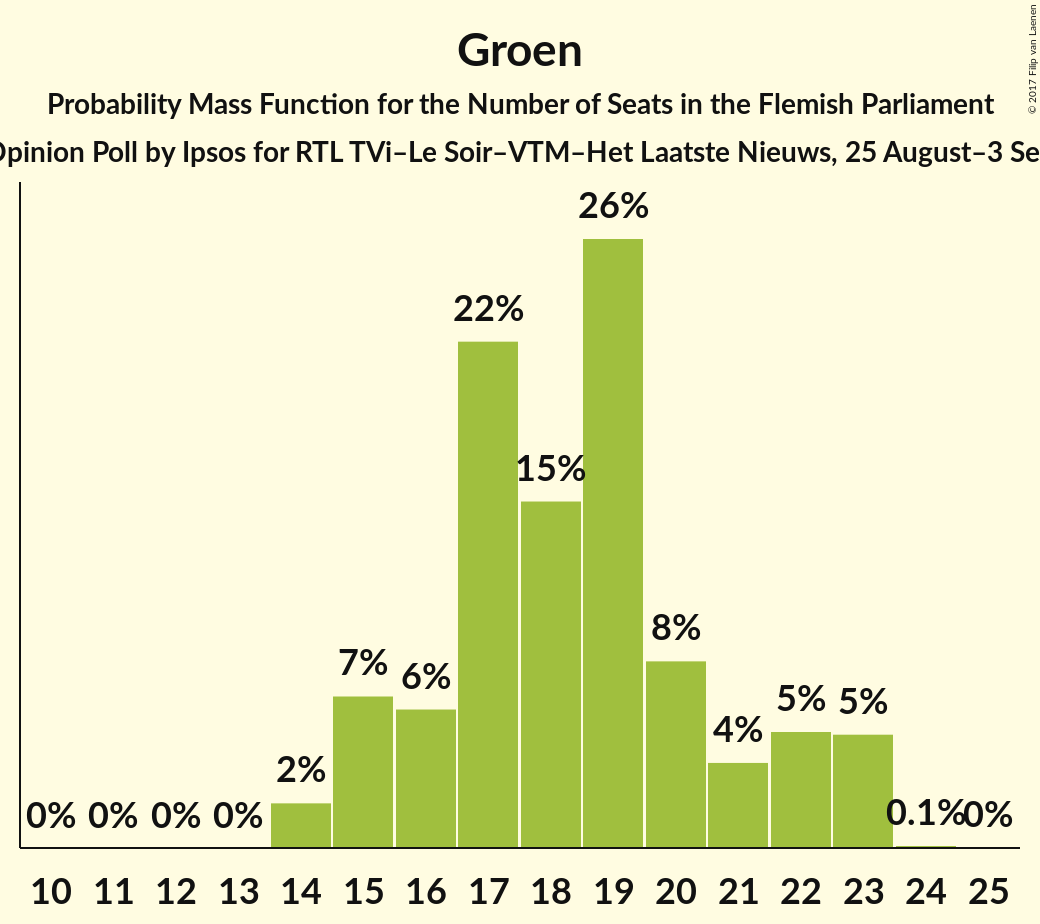 Groen
Probability Mass Function for the Number of Seats in the Flemish Parliament
Opinion Poll by Ipsos for RTL TVi–Le Soir–VTM–Het Laatste Nieuws, 25 August–3 Se
© 2017 Filip van Laenen
26%
22%
15%
8%
7%
6%
5%
5%
4%
2%
0% 0% 0% 0%
0.1%
0%
10 11 12 13 14 15 16 17 18 19 20 21 22 23 24 25